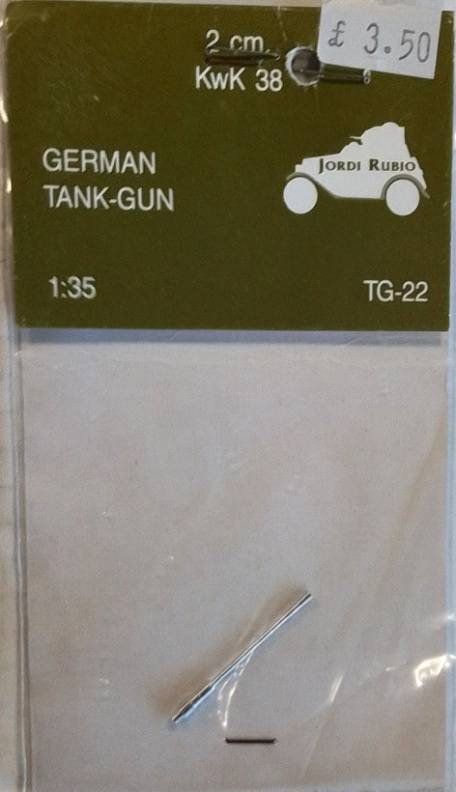 £ 3.50
2 cm
KwK 38
GERMAN
TANK-GUN
JORDI RUBIO
1:35
TG-22